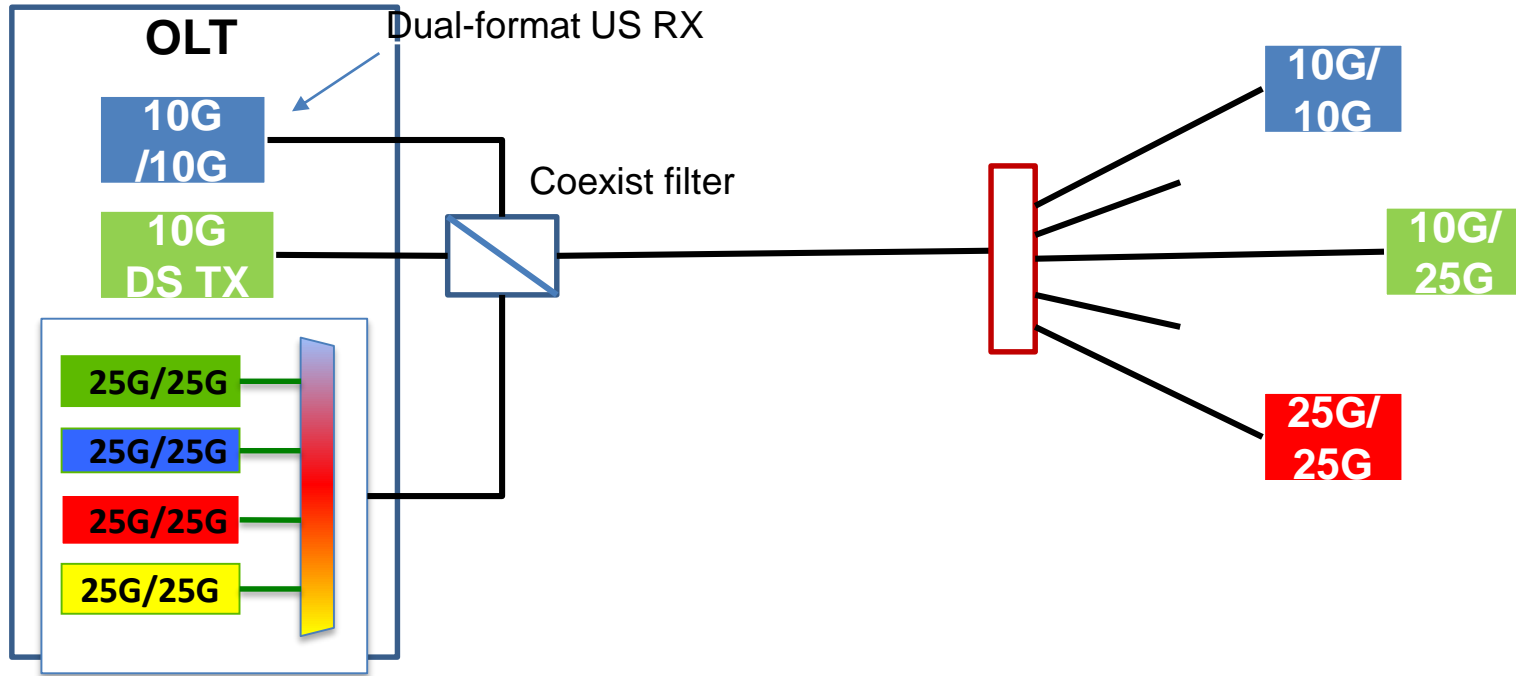 OLT
Dual-format US RX
10G
/10G
10G
DS TX
25G/25G
25G/25G
25G/25G
25G/25G
Coexist filter
10G/
10G
10G/
25G
25G/
25G